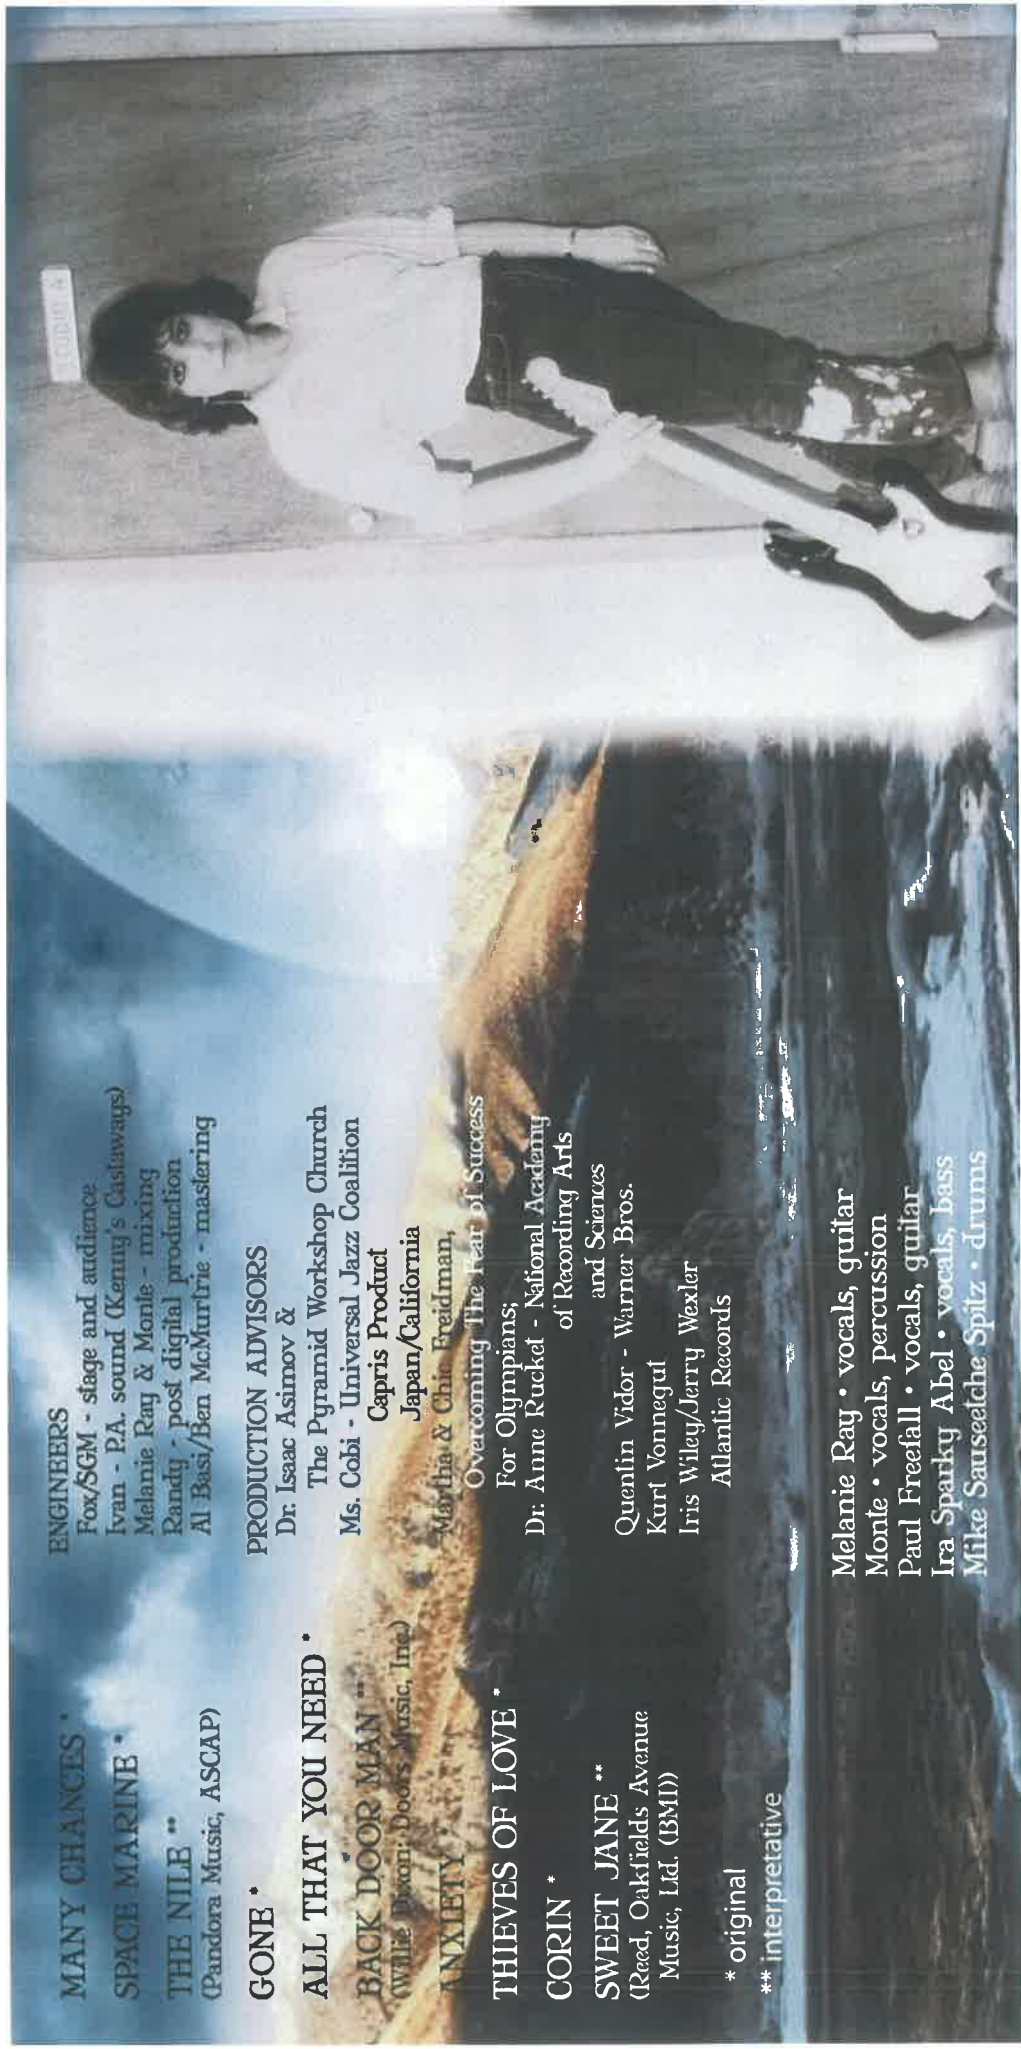 MANY CHANCES *
SPACE MARINE *
THE NILE **
(Pandora Music, ASCAP)
GONE *
ALL THAT YOU NEED *
BACK DOOR MAN **
(Willie Dixon: Doors Music, Inc.)
ANXIETY *
THIEVES OF LOVE *
CORIN *
SWEET JANE **
(Reed, Oakfields Avenue
Music, Ltd. (BMI))
* original
** interpretative
ENGINEERS
Fox/SGM - stage and audience
Ivan - P.A. sound (Kenny's Castaways)
Melanie Ray & Monte - mixing
Randy - post digital production
Al Basi/Ben McMurtrie - mastering
PRODUCTION ADVISORS
Dr. Isaac Asimov &
The Pyramid Workshop Church
Ms. Cobi - Universal Jazz Coalition
Capris Product
Japan/California
Martha & Chic Freidman,
Overcoming The Fear of Success
For Olympians;
Dr. Anne Rucket - National Academy
of Recording Arts
and Sciences
Quentin Vidor - Warner Bros.
Kurt Vonnegut
Iris Wiley/Jerry Wexler
Atlantic Records
Melanie Ray • vocals, guitar
Monte • vocals, percussion
Paul Freefall • vocals, guitar
Ira Sparky Abel • vocals, bass
Mike Sauseetche Spitz • drums
STUDIO A